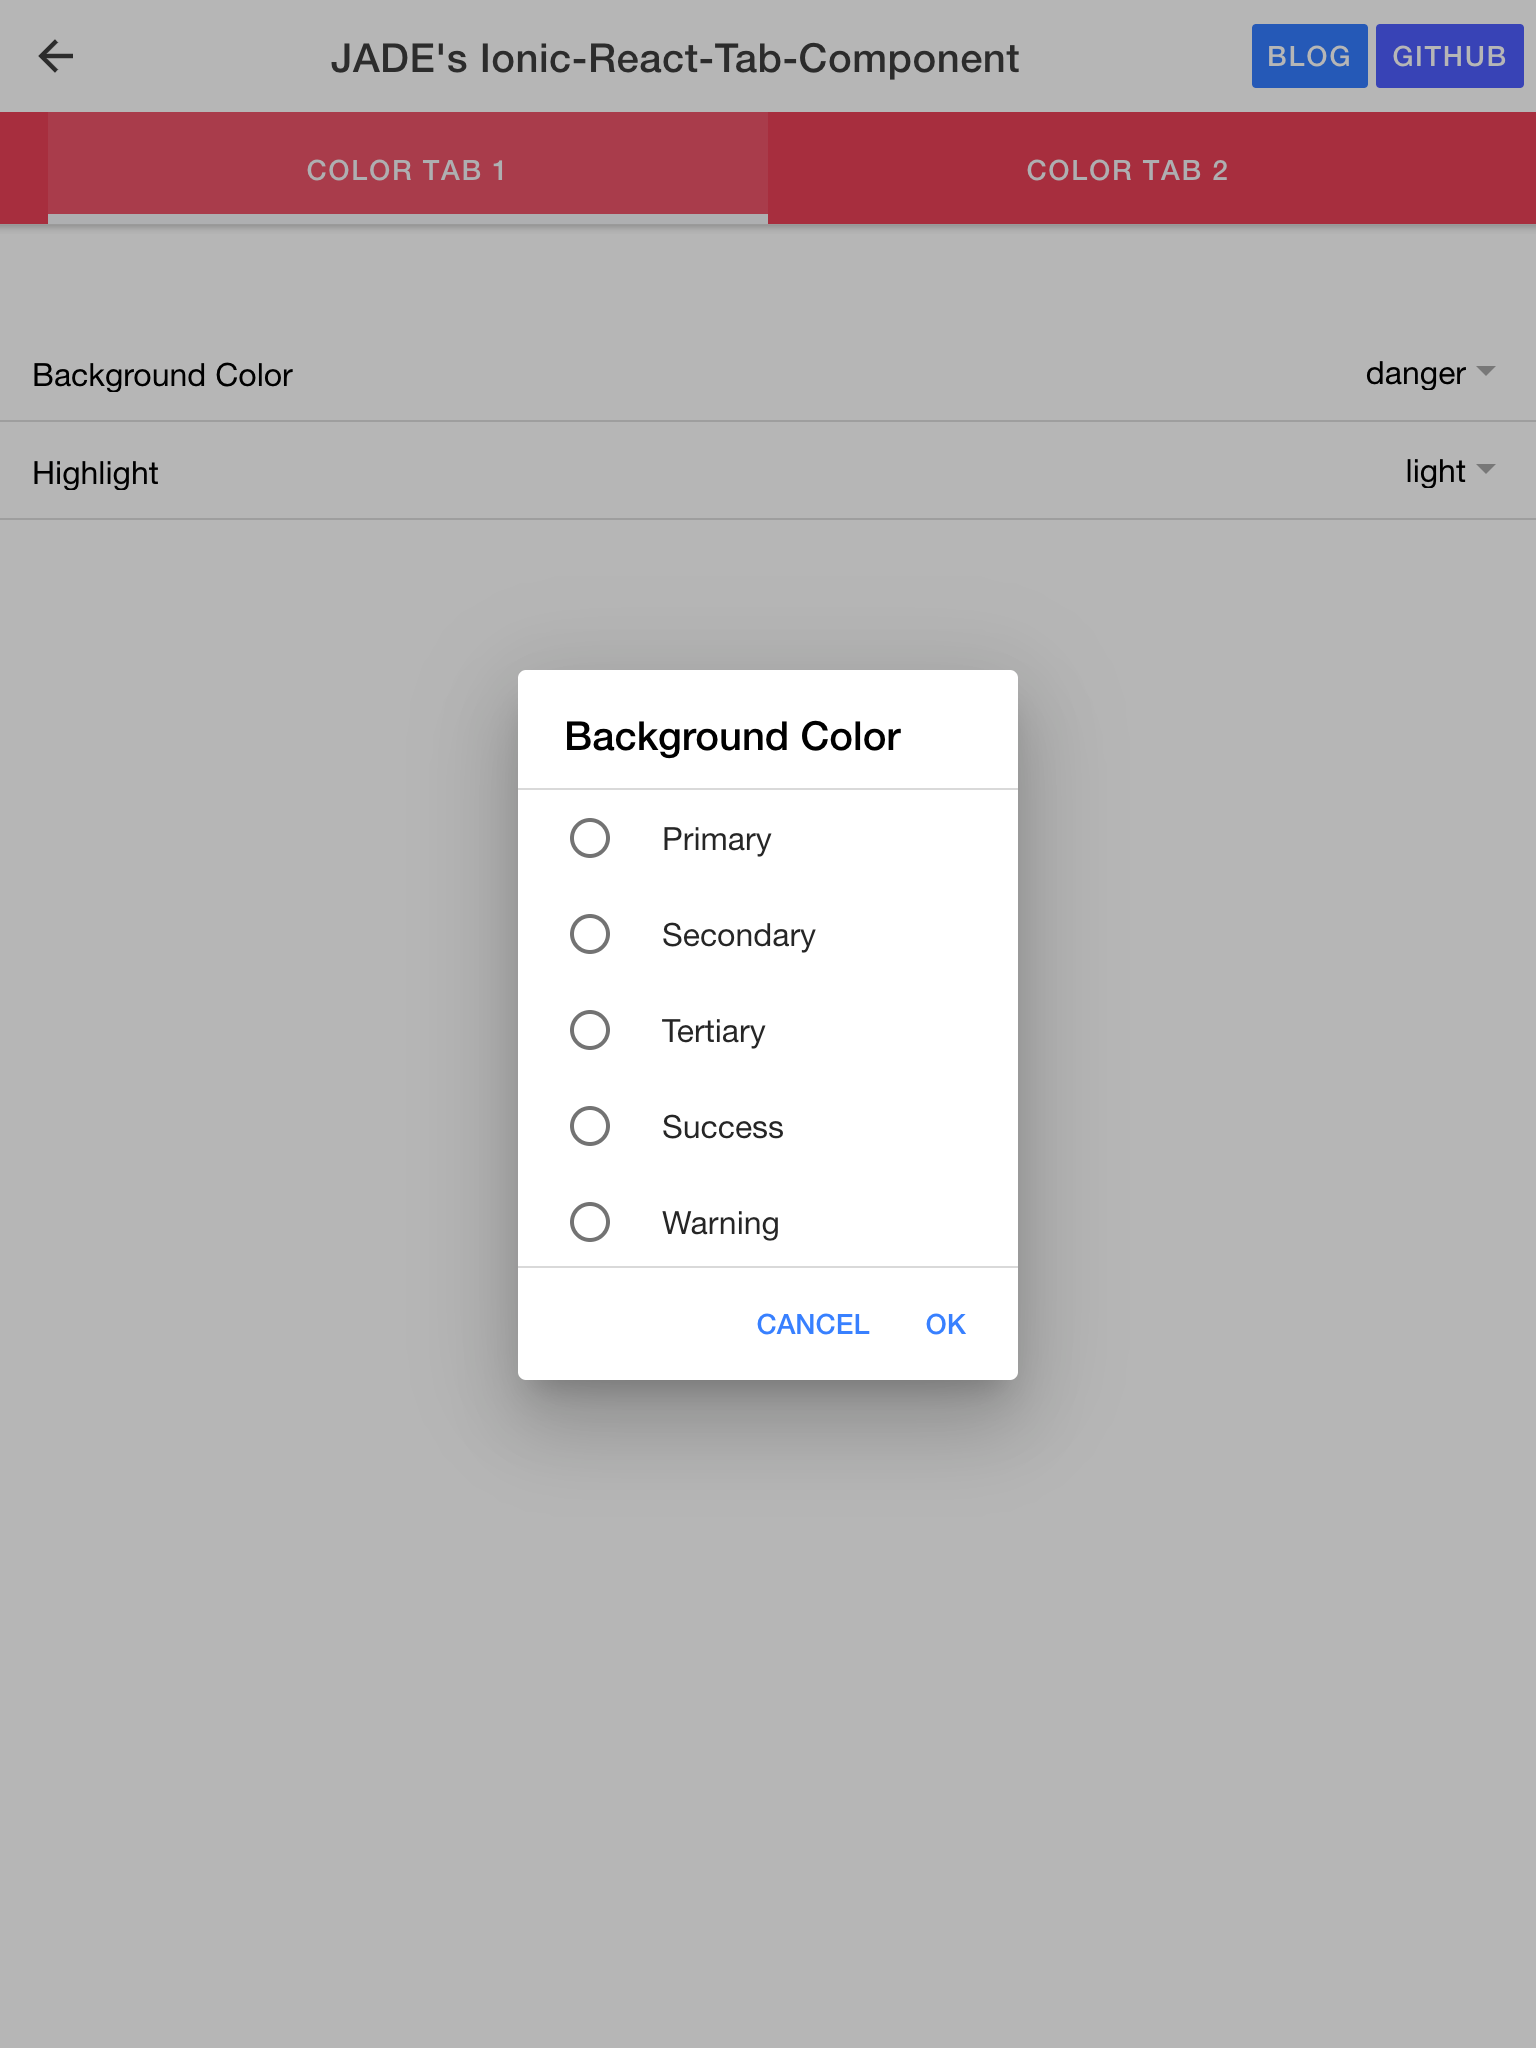 JADE's Ionic-React-Tab-Component
BLOG
GITHUB
COLOR TAB 1
COLOR TAB 2
Background Color
danger
Highlight
light
Background Color
Primary
Secondary
Tertiary
Success
Warning
CANCEL
OK